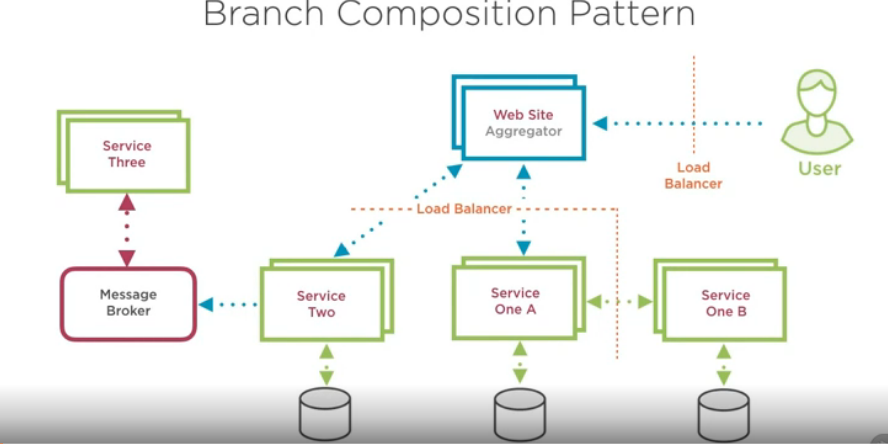 Branch Composition Pattern
Web Site
Aggregator
Service
Three
Load
Balancer
User
Load Balancer
Message
Broker
Service
Two
Service
One A
Service
One B